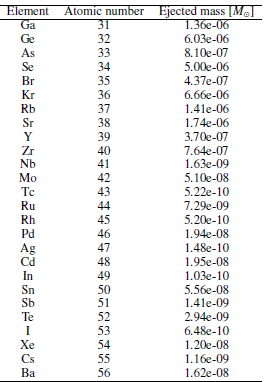 Element Atomic number Ejected mass [M⊙]
Ga 31 1.36e-06
Ge 32 6.03e-06
As 33 8.10e-07
Se 34 5.00e-06
Br 35 4.37e-07
Kr 36 6.66e-06
Rb 37 1.41e-06
Sr 38 1.74e-06
Y 39 3.70e-07
Zr 40 7.64e-07
Nb 41 1.63e-09
Mo 42 5.10e-08
Tc 43 5.22e-10
Ru 44 7.29e-09
Rh 45 5.20e-10
Pd 46 1.94e-08
Ag 47 1.48e-10
Cd 48 1.95e-08
In 49 1.03e-10
Sn 50 5.56e-08
Sb 51 1.41e-09
Te 52 2.94e-09
I 53 6.48e-10
Xe 54 1.20e-08
Cs 55 1.16e-09
Ba 56 1.62e-08